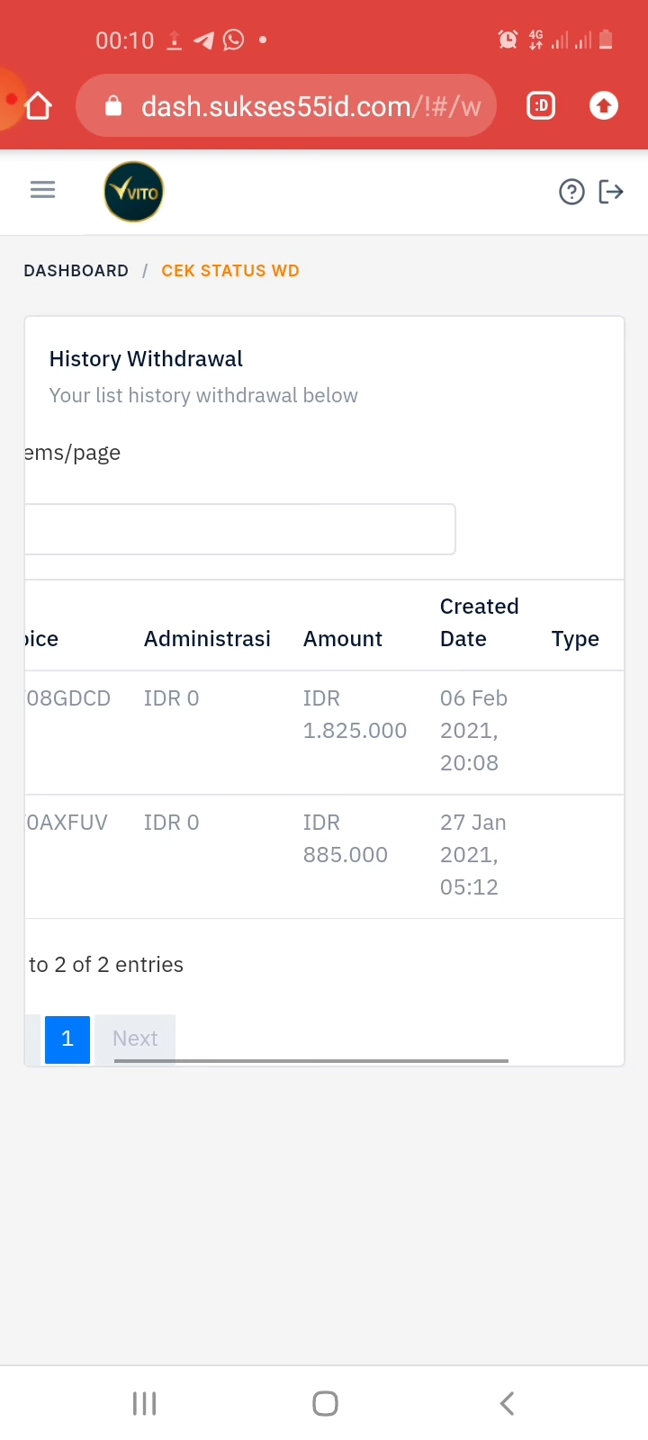 00:10
4G
:D
dash.sukses55id.com/!#/w
VITO
DASHBOARD / CEK STATUS WD
History Withdrawal
Your list history withdrawal below
ems/page
oice Administrasi Amount Created Date Type
08GDCD IDR 0 IDR 1.825.000 06 Feb 2021, 20:08
0AXFUV IDR 0 IDR 885.000 27 Jan 2021, 05:12
to 2 of 2 entries
1 Next